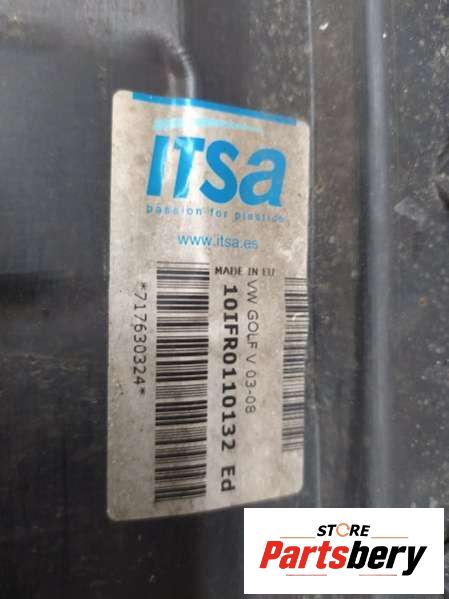 itsa
passion for plastics
www.itsa.es
MADE IN EU
VW GOLF V 03-08
10IFR0110132 Ed
*717630324*
STORE
Partsbery